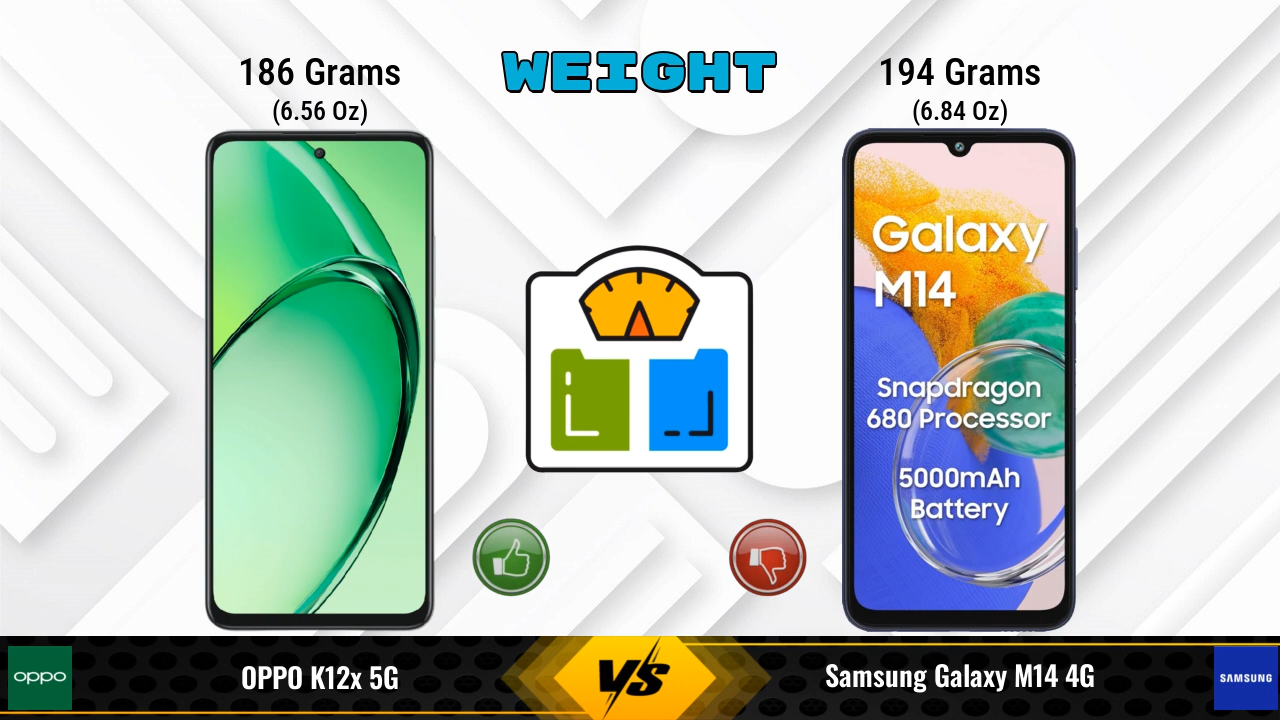 WEIGHT
186 Grams
(6.56 Oz)
194 Grams
(6.84 Oz)
Galaxy
M14
Snapdragon
680 Processor
5000mAh
Battery
oppo
OPPO K12x 5G
VS
Samsung Galaxy M14 4G
SAMSUNG